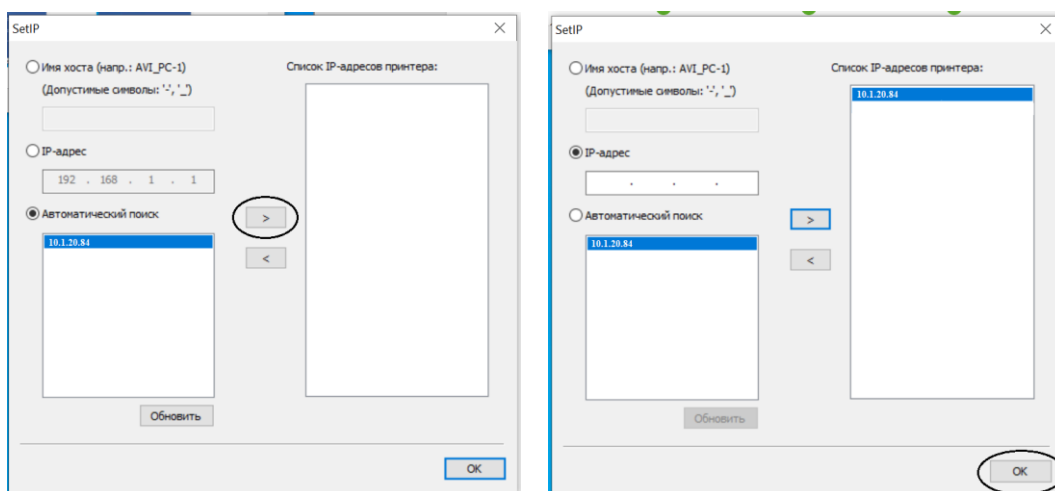 SetIP
Имя хоста (напр.: AVI_PC-1)
(Допустимые символы: '-', '_')
IP-адрес
192 . 168 . 1 . 1
Автоматический поиск
10.1.20.84
Обновить
>
<
Список IP-адресов принтера:
OK
SetIP
Имя хоста (напр.: AVI_PC-1)
(Допустимые символы: '-', '_')
IP-адрес
. . .
Автоматический поиск
10.1.20.84
Обновить
>
<
Список IP-адресов принтера:
10.1.20.84
OK